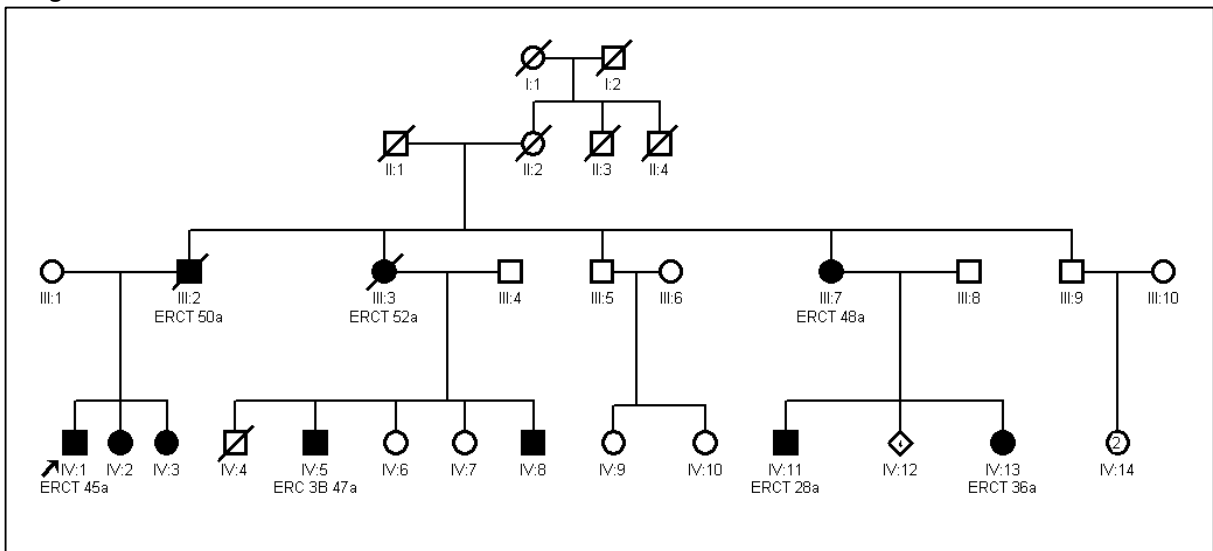 I:1 I:2
II:1 II:2 II:3 II:4
III:1 III:2 III:3 III:4 III:5 III:6 III:7 III:8 III:9 III:10
ERCT 50a ERCT 52a ERCT 48a
4 2
IV:1 IV:2 IV:3 IV:4 IV:5 IV:6 IV:7 IV:8 IV:9 IV:10 IV:11 IV:12 IV:13 IV:14
ERCT 45a ERC 3B 47a ERCT 28a ERCT 36a